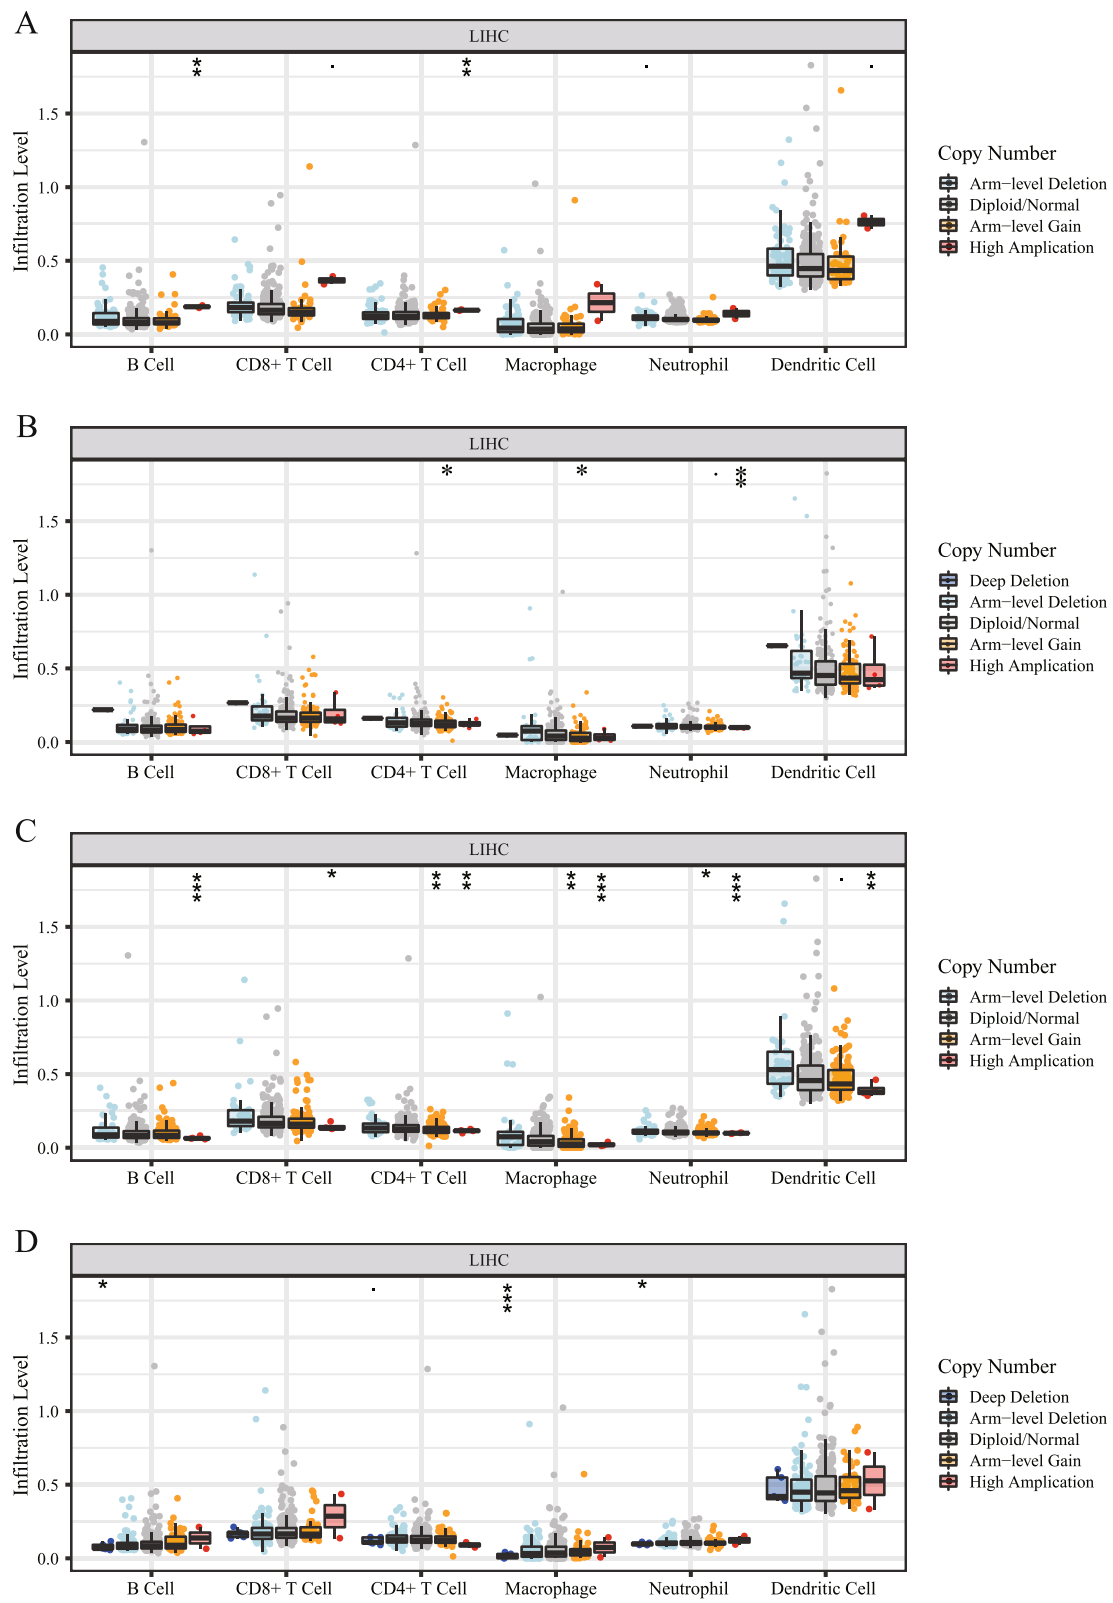 A
LIHC
** . ** . .
Infiltration Level
1.5
1.0
0.5
0.0
B Cell CD8+ T Cell CD4+ T Cell Macrophage Neutrophil Dendritic Cell
Copy Number
Arm−level Deletion
Diploid/Normal
Arm−level Gain
High Amplication
B
LIHC
* * . **
Infiltration Level
1.5
1.0
0.5
0.0
B Cell CD8+ T Cell CD4+ T Cell Macrophage Neutrophil Dendritic Cell
Copy Number
Deep Deletion
Arm−level Deletion
Diploid/Normal
Arm−level Gain
High Amplication
C
LIHC
*** * ** ** ** *** * *** . **
Infiltration Level
1.5
1.0
0.5
0.0
B Cell CD8+ T Cell CD4+ T Cell Macrophage Neutrophil Dendritic Cell
Copy Number
Arm−level Deletion
Diploid/Normal
Arm−level Gain
High Amplication
D
LIHC
* . *** *
Infiltration Level
1.5
1.0
0.5
0.0
B Cell CD8+ T Cell CD4+ T Cell Macrophage Neutrophil Dendritic Cell
Copy Number
Deep Deletion
Arm−level Deletion
Diploid/Normal
Arm−level Gain
High Amplication